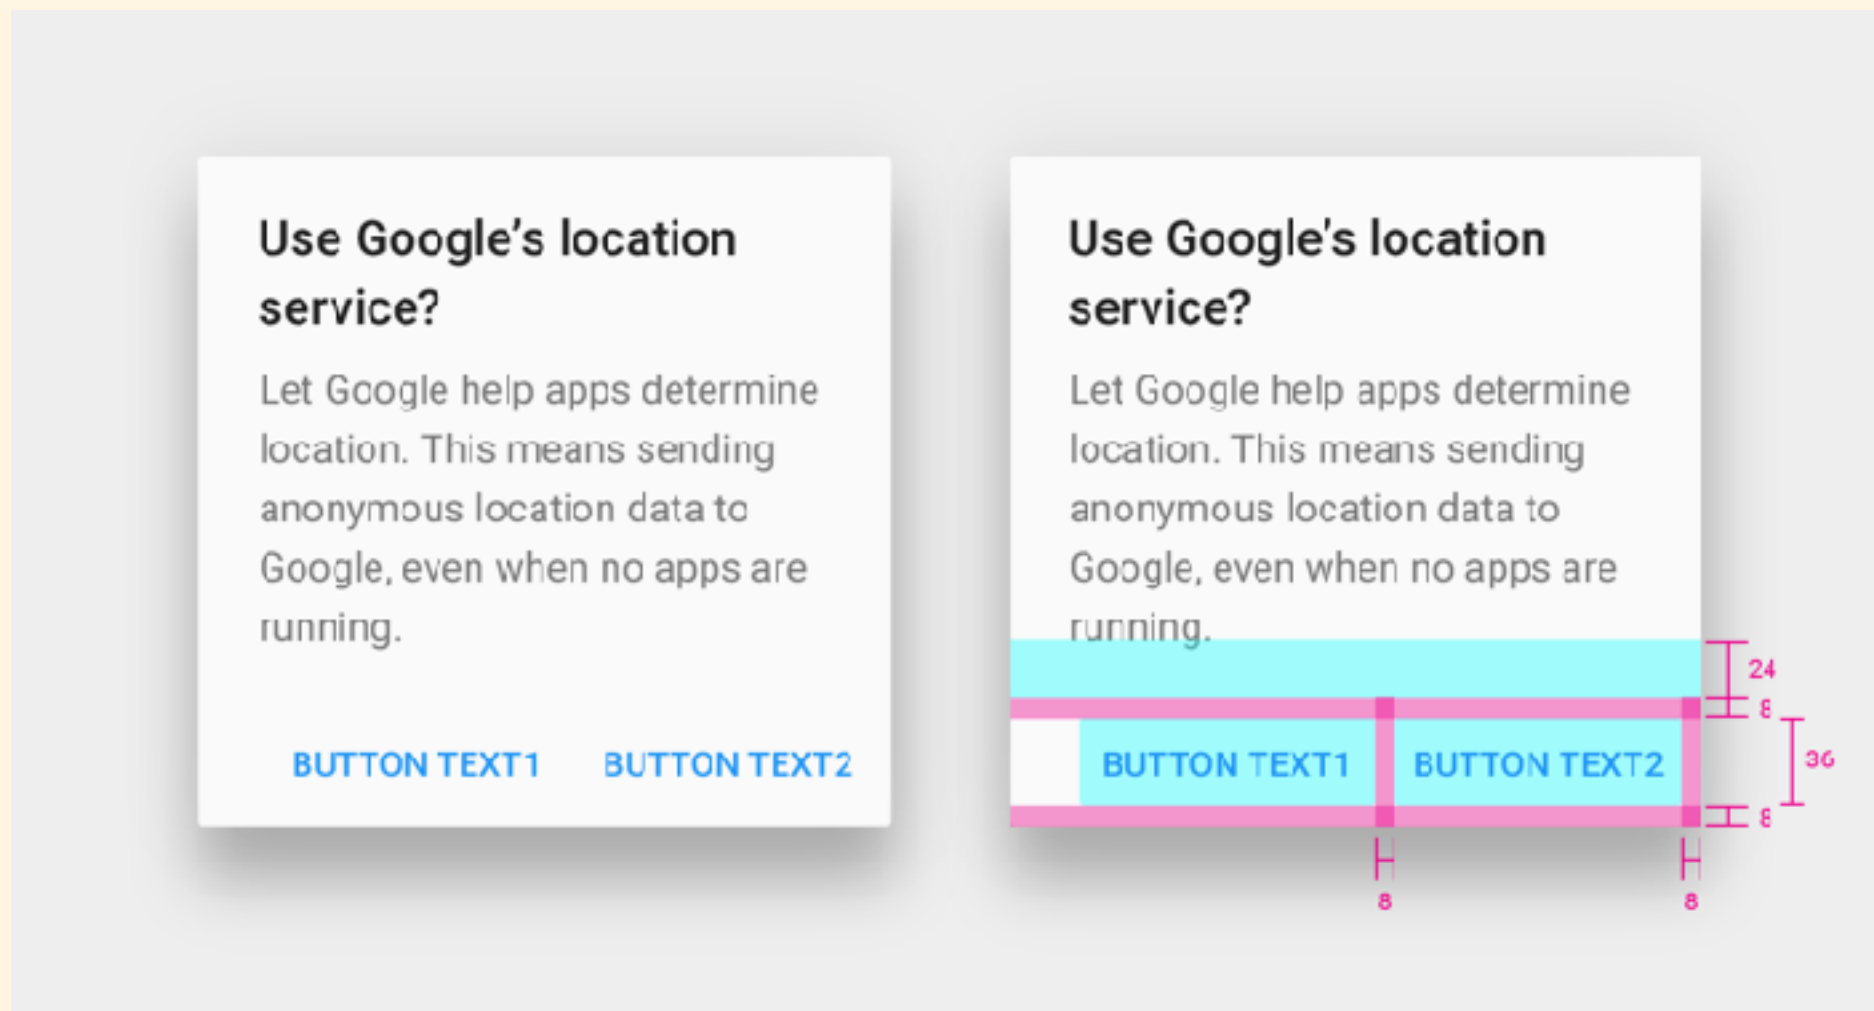 Use Google's location
service?
Let Google help apps determine
location. This means sending
anonymous location data to
Google, even when no apps are
running.
BUTTON TEXT1 BUTTON TEXT2
Use Google's location
service?
Let Google help apps determine
location. This means sending
anonymous location data to
Google, even when no apps are
running.
BUTTON TEXT1 BUTTON TEXT2
24
8
36
8
8 8